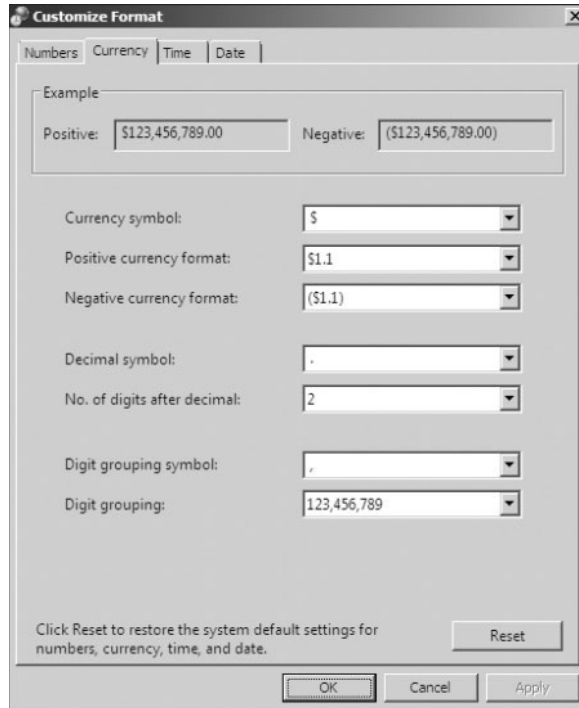 Customize Format
Numbers Currency Time Date
Example
Positive: $123,456,789.00 Negative: ($123,456,789.00)
Currency symbol: $
Positive currency format: $1.1
Negative currency format: ($1.1)
Decimal symbol: .
No. of digits after decimal: 2
Digit grouping symbol: ,
Digit grouping: 123,456,789
Click Reset to restore the system default settings for
numbers, currency, time, and date.
Reset
OK Cancel Apply